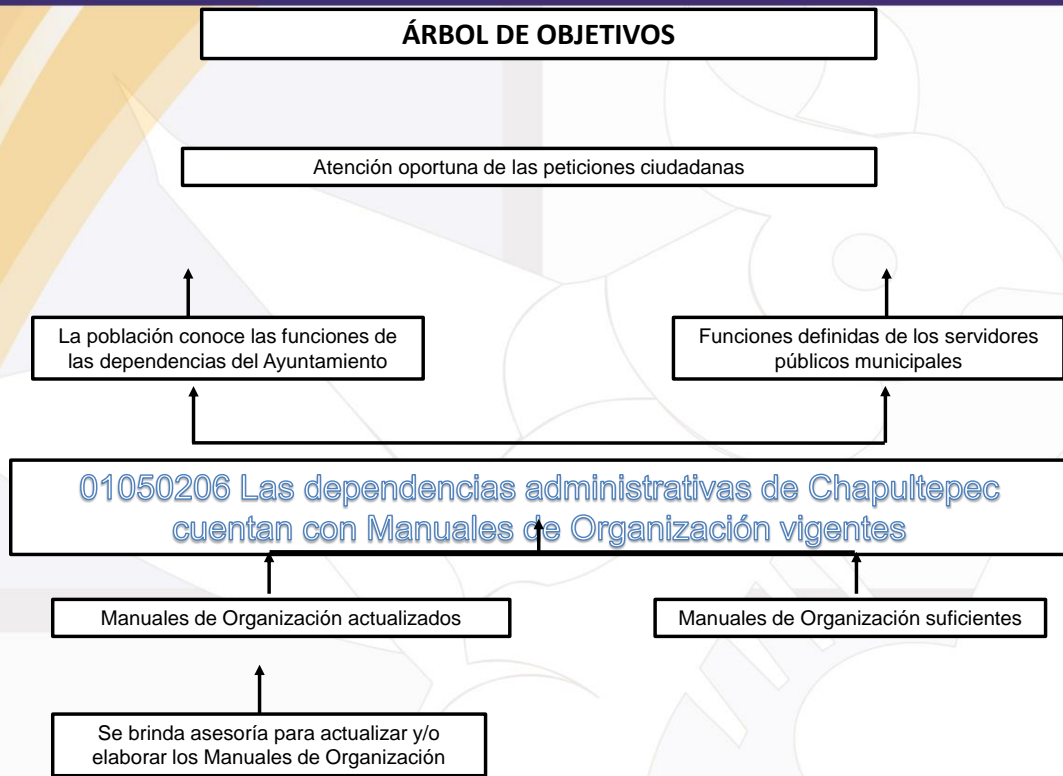 ÁRBOL DE OBJETIVOS
Atención oportuna de las peticiones ciudadanas
La población conoce las funciones de
las dependencias del Ayuntamiento
Funciones definidas de los servidores
públicos municipales
01050206 Las dependencias administrativas de Chapultepec
cuentan con Manuales de Organización vigentes
Manuales de Organización actualizados
Manuales de Organización suficientes
Se brinda asesoría para actualizar y/o
elaborar los Manuales de Organización